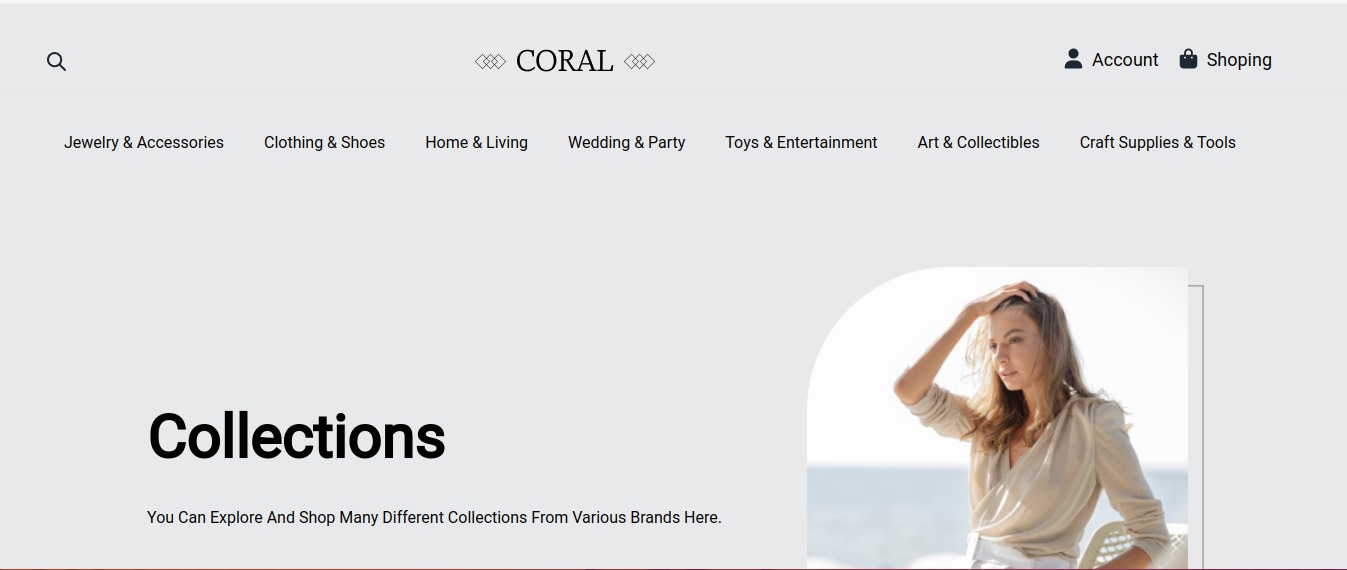 CORAL
Account
Shoping
Jewelry & Accessories
Clothing & Shoes
Home & Living
Wedding & Party
Toys & Entertainment
Art & Collectibles
Craft Supplies & Tools
Collections
You Can Explore And Shop Many Different Collections From Various Brands Here.